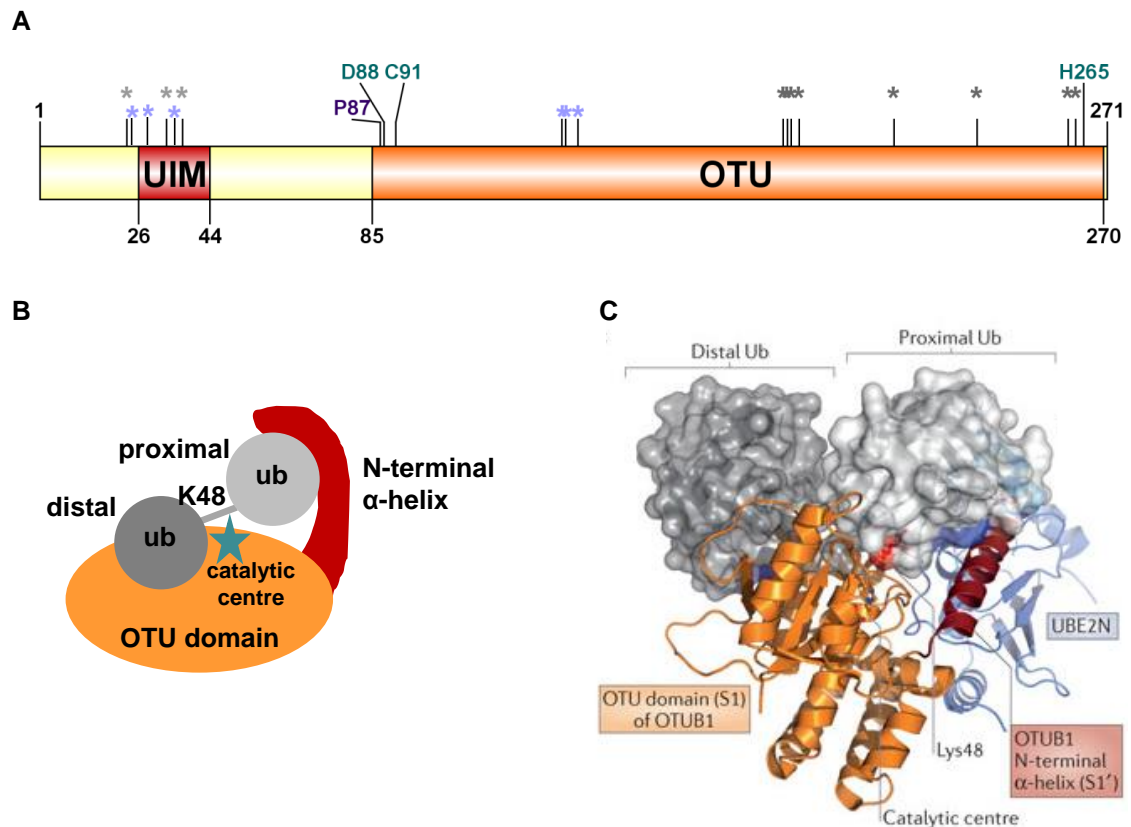 A
D88 C91
H265
* * *
* * *
P87
***
**** * * **
1
271
UIM
OTU
26
44
85
270
B
C
Distal Ub
Proximal Ub
proximal
ub
N-terminal
α-helix
K48
distal
ub
catalytic
centre
OTU domain
UBE2N
OTU domain (S1)
of OTUB1
Lys48
OTUB1
N-terminal
α-helix (S1′)
Catalytic centre